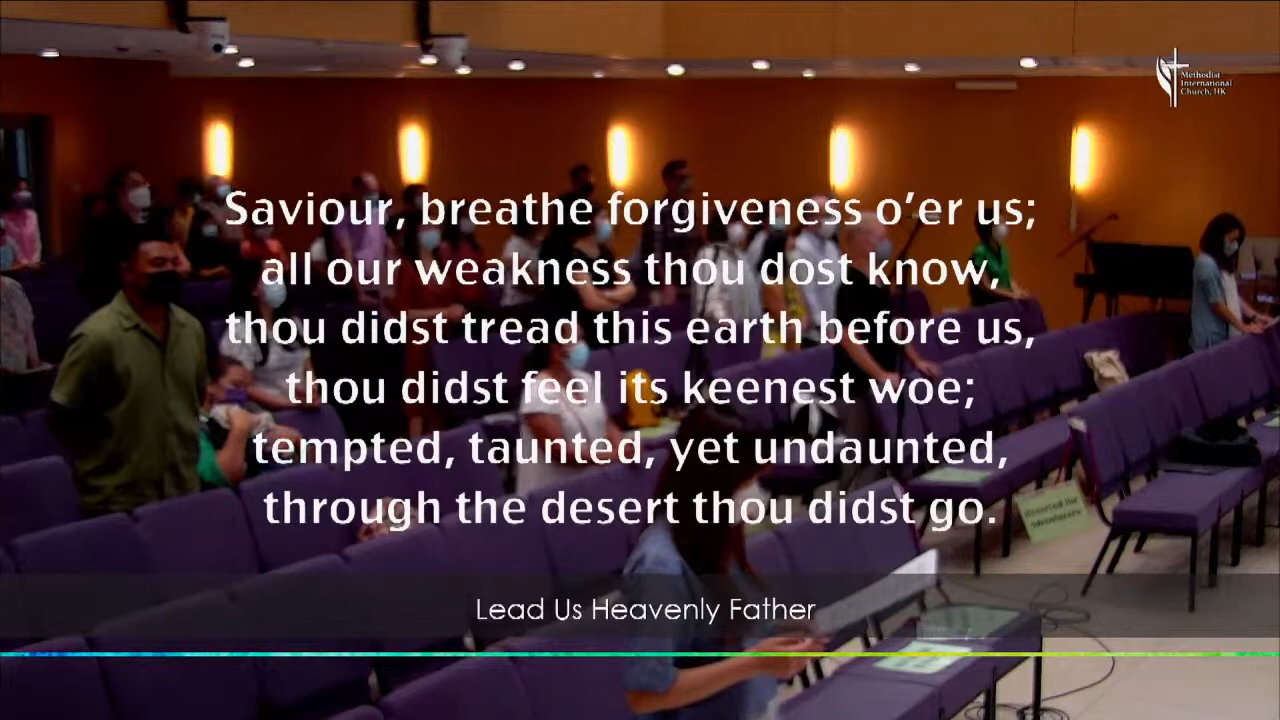 Methodist
International
Church, HK
Saviour, breathe forgiveness o’er us;
all our weakness thou dost know,
thou didst tread this earth before us,
thou didst feel its keenest woe;
tempted, taunted, yet undaunted,
through the desert thou didst go.
Reserved for
Lead Us Heavenly Father